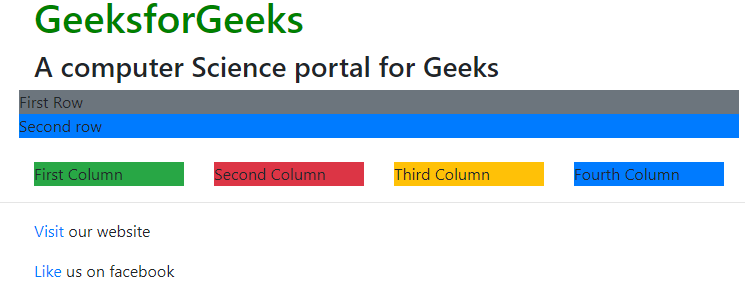 GeeksforGeeks
A computer Science portal for Geeks
First Row
Second row
First Column Second Column Third Column Fourth Column
Visit our website
Like us on facebook